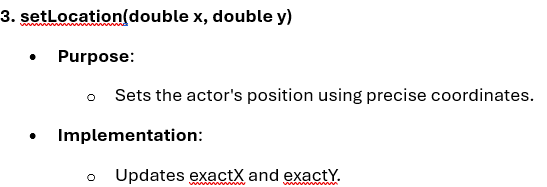 3. setLocation(double x, double y)
• Purpose:
o Sets the actor's position using precise coordinates.
• Implementation:
o Updates exactX and exactY.